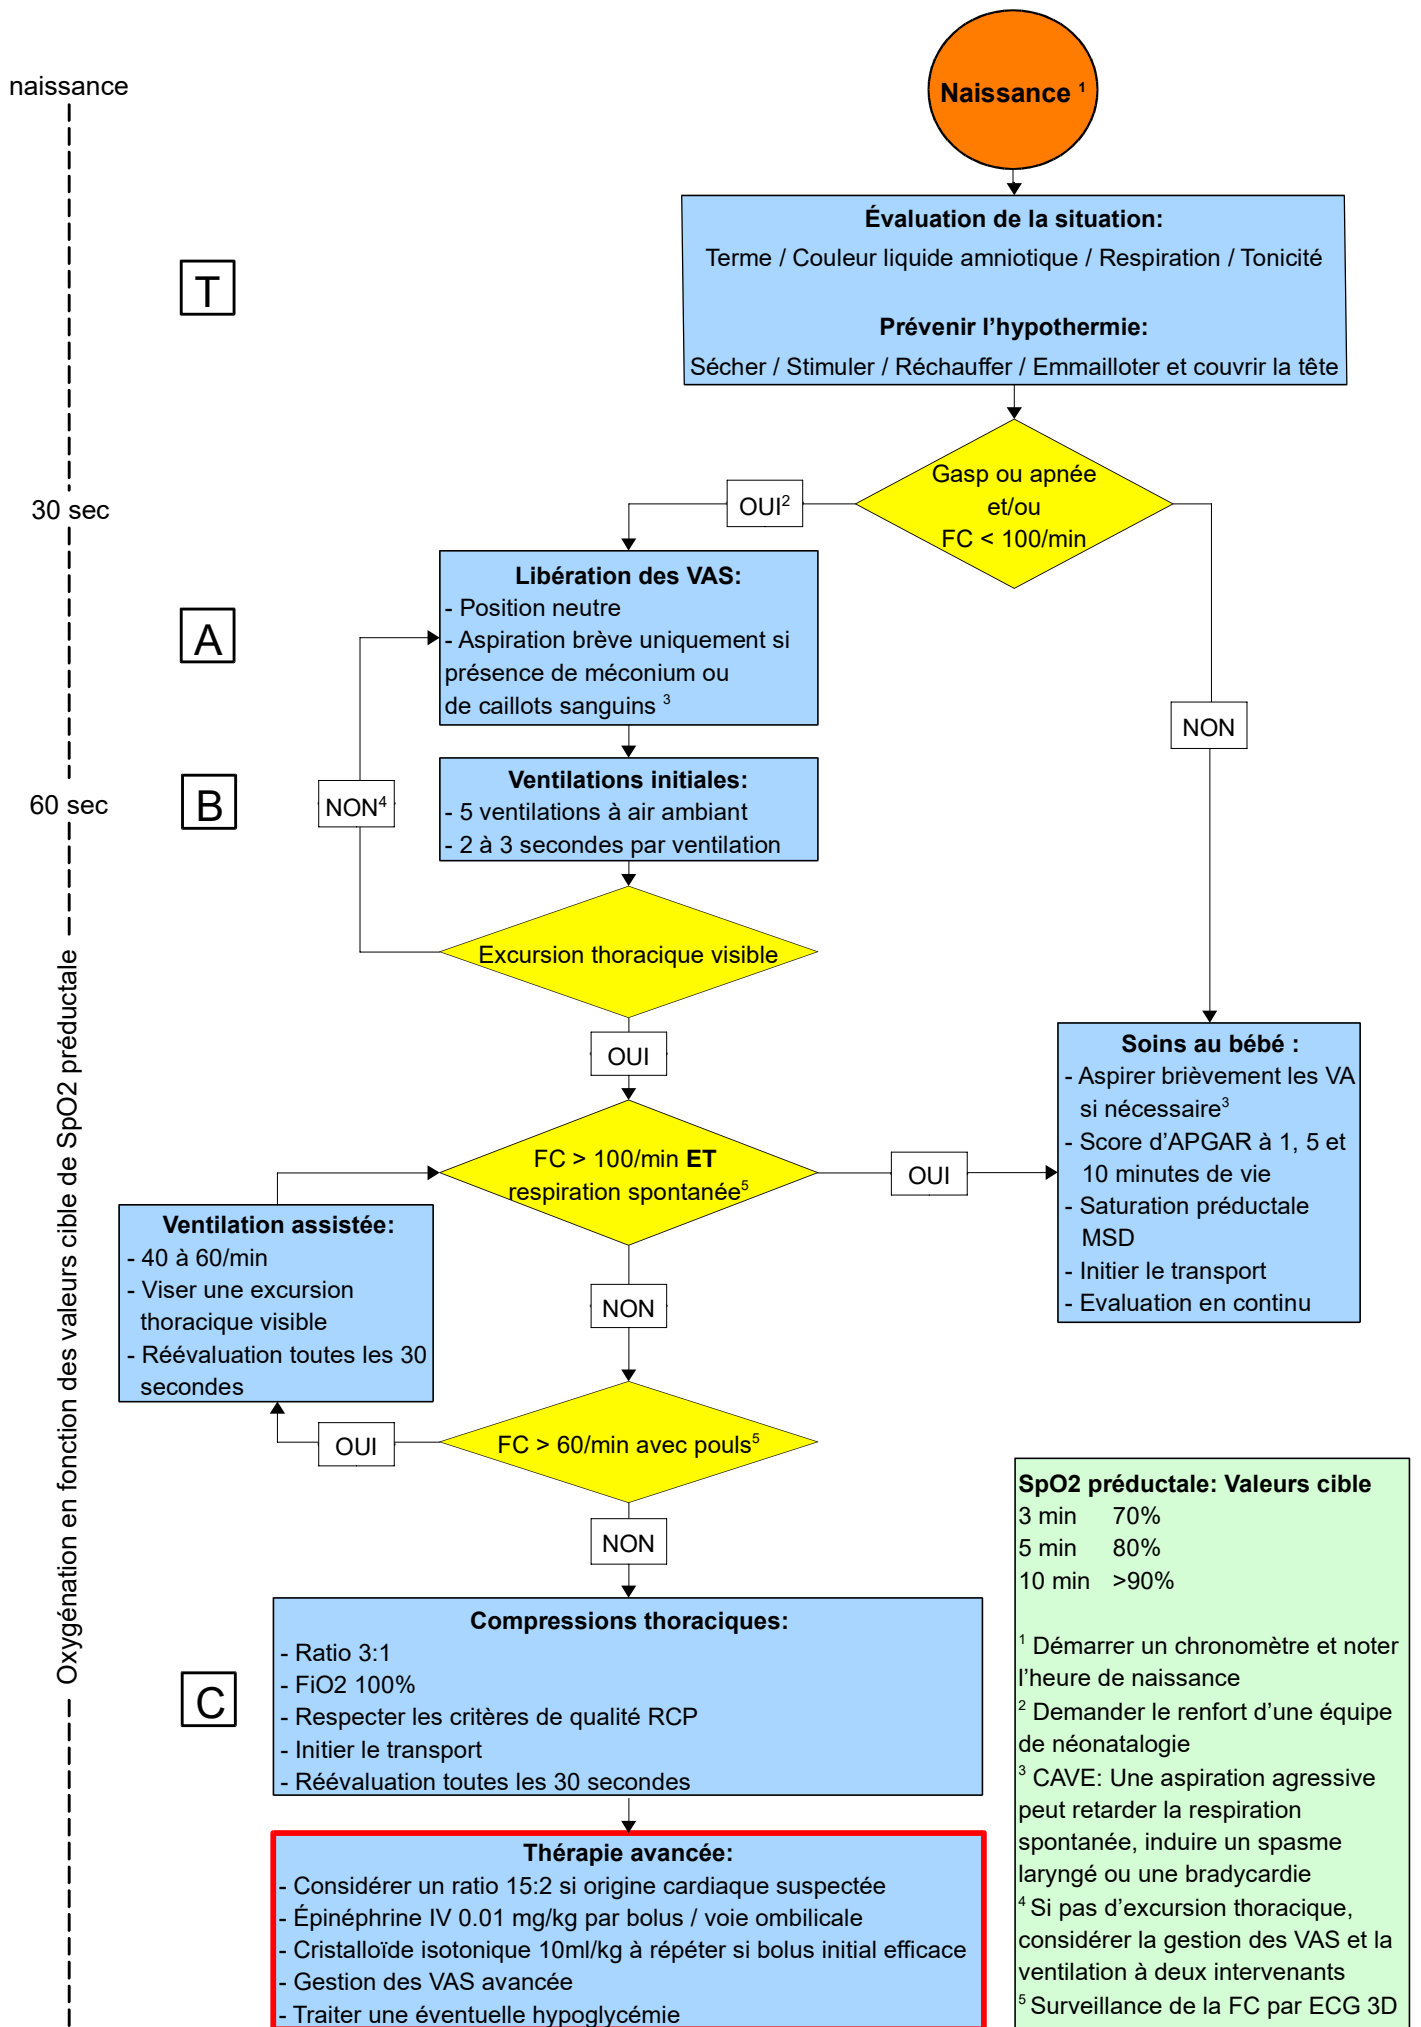 naissance
Naissance ¹
Évaluation de la situation:
Terme / Couleur liquide amniotique / Respiration / Tonicité
Prévenir l’hypothermie:
Sécher / Stimuler / Réchauffer / Emmailloter et couvrir la tête
T
Gasp ou apnée
et/ou
FC < 100/min
OUI²
30 sec
Libération des VAS:
- Position neutre
- Aspiration brève uniquement si
présence de méconium ou
de caillots sanguins ³
A
NON
Ventilations initiales:
- 5 ventilations à air ambiant
- 2 à 3 secondes par ventilation
NON⁴
B
60 sec
Excursion thoracique visible
OUI
Soins au bébé :
- Aspirer brièvement les VA
si nécessaire³
- Score d’APGAR à 1, 5 et
10 minutes de vie
- Saturation préductale
MSD
- Initier le transport
- Evaluation en continu
FC > 100/min ET
respiration spontanée⁵
OUI
Ventilation assistée:
- 40 à 60/min
- Viser une excursion
thoracique visible
- Réévaluation toutes les 30
secondes
NON
FC > 60/min avec pouls⁵
OUI
NON
Oxygénation en fonction des valeurs cible de SpO2 préductale
Compressions thoraciques:
- Ratio 3:1
- FiO2 100%
- Respecter les critères de qualité RCP
- Initier le transport
- Réévaluation toutes les 30 secondes
C
Thérapie avancée:
- Considérer un ratio 15:2 si origine cardiaque suspectée
- Épinéphrine IV 0.01 mg/kg par bolus / voie ombilicale
- Cristalloïde isotonique 10ml/kg à répéter si bolus initial efficace
- Gestion des VAS avancée
- Traiter une éventuelle hypoglycémie
SpO2 préductale: Valeurs cible
3 min 70%
5 min 80%
10 min >90%
¹ Démarrer un chronomètre et noter
l’heure de naissance
² Demander le renfort d’une équipe
de néonatalogie
³ CAVE: Une aspiration agressive
peut retarder la respiration
spontanée, induire un spasme
laryngé ou une bradycardie
⁴ Si pas d’excursion thoracique,
considérer la gestion des VAS et la
ventilation à deux intervenants
⁵ Surveillance de la FC par ECG 3D